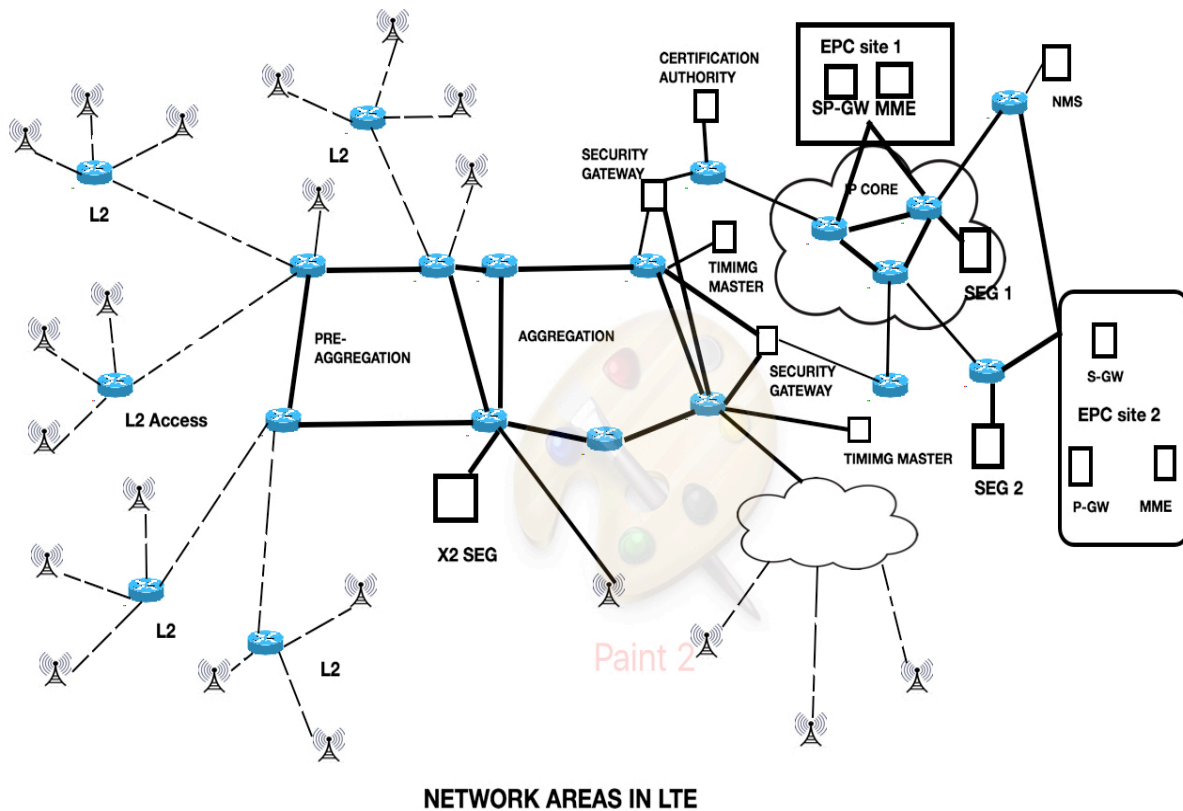 EPC site 1
SP-GW MME
CERTIFICATION
AUTHORITY
NMS
L2
L2
SECURITY
GATEWAY
IP CORE
TIMIMG
MASTER
SEG 1
PRE-
AGGREGATION
AGGREGATION
SECURITY
GATEWAY
S-GW
L2 Access
EPC site 2
TIMIMG MASTER
SEG 2
P-GW
MME
X2 SEG
L2
L2
Paint 2
NETWORK AREAS IN LTE